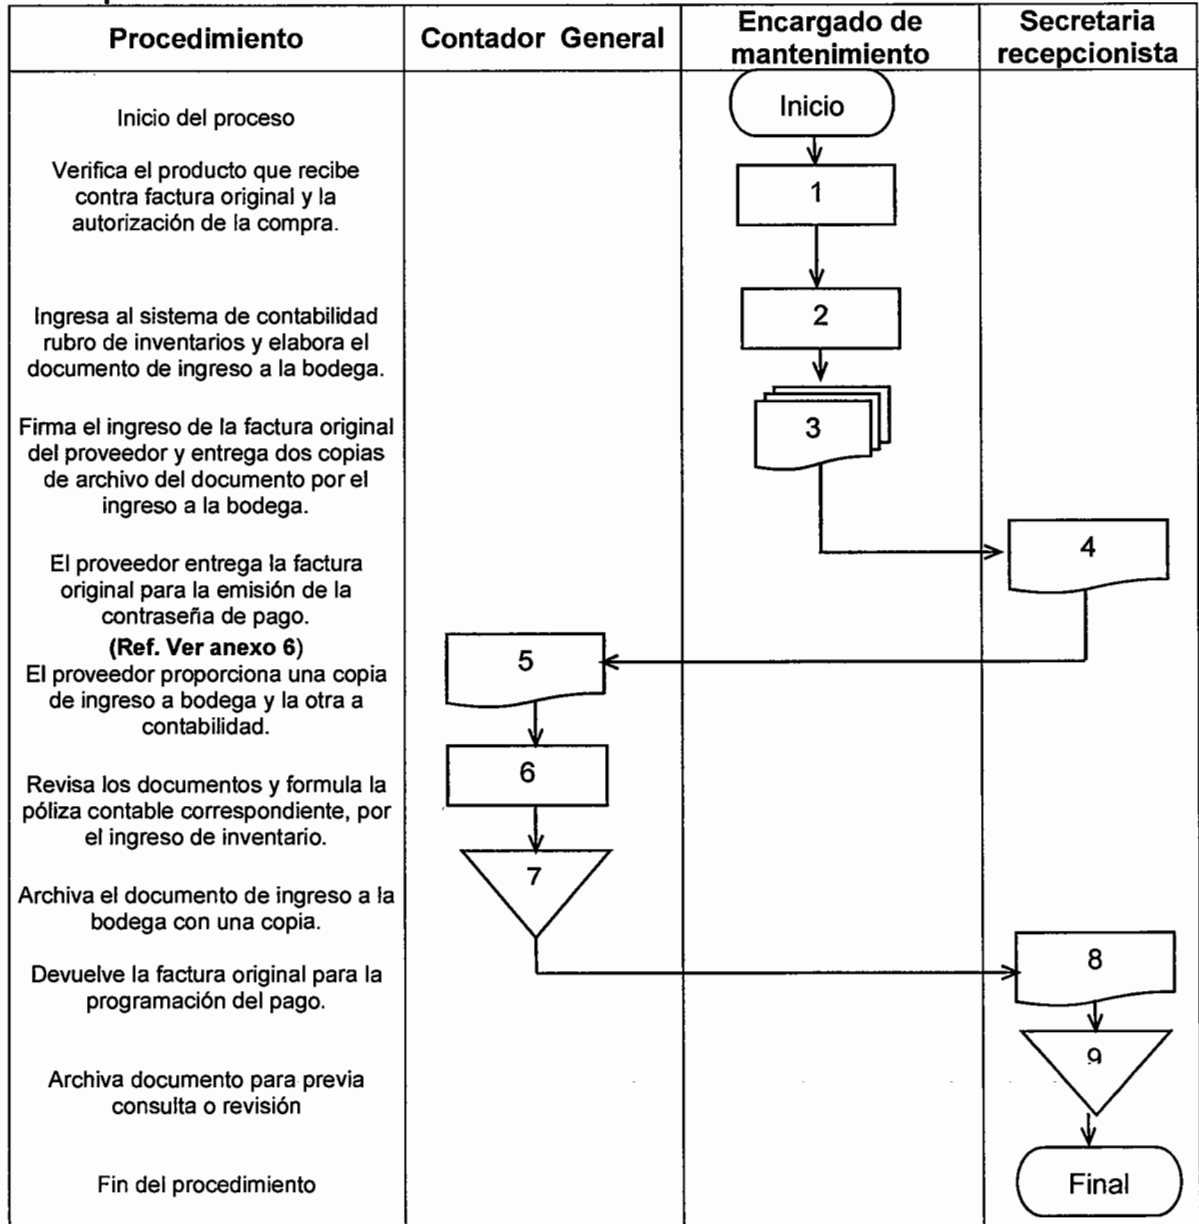 Procedimiento
Contador General
Encargado de
mantenimiento
Secretaria
recepcionista
Inicio del proceso
Inicio
Verifica el producto que recibe
contra factura original y la
autorización de la compra.
1
Ingresa al sistema de contabilidad
rubro de inventarios y elabora el
documento de ingreso a la bodega.
2
Firma el ingreso de la factura original
del proveedor y entrega dos copias
de archivo del documento por el
ingreso a la bodega.
3
El proveedor entrega la factura
original para la emisión de la
contraseña de pago.
4
(Ref. Ver anexo 6)
El proveedor proporciona una copia
de ingreso a bodega y la otra a
contabilidad.
5
Revisa los documentos y formula la
póliza contable correspondiente, por
el ingreso de inventario.
6
Archiva el documento de ingreso a la
bodega con una copia.
7
Devuelve la factura original para la
programación del pago.
8
Archiva documento para previa
consulta o revisión
9
Fin del procedimiento
Final